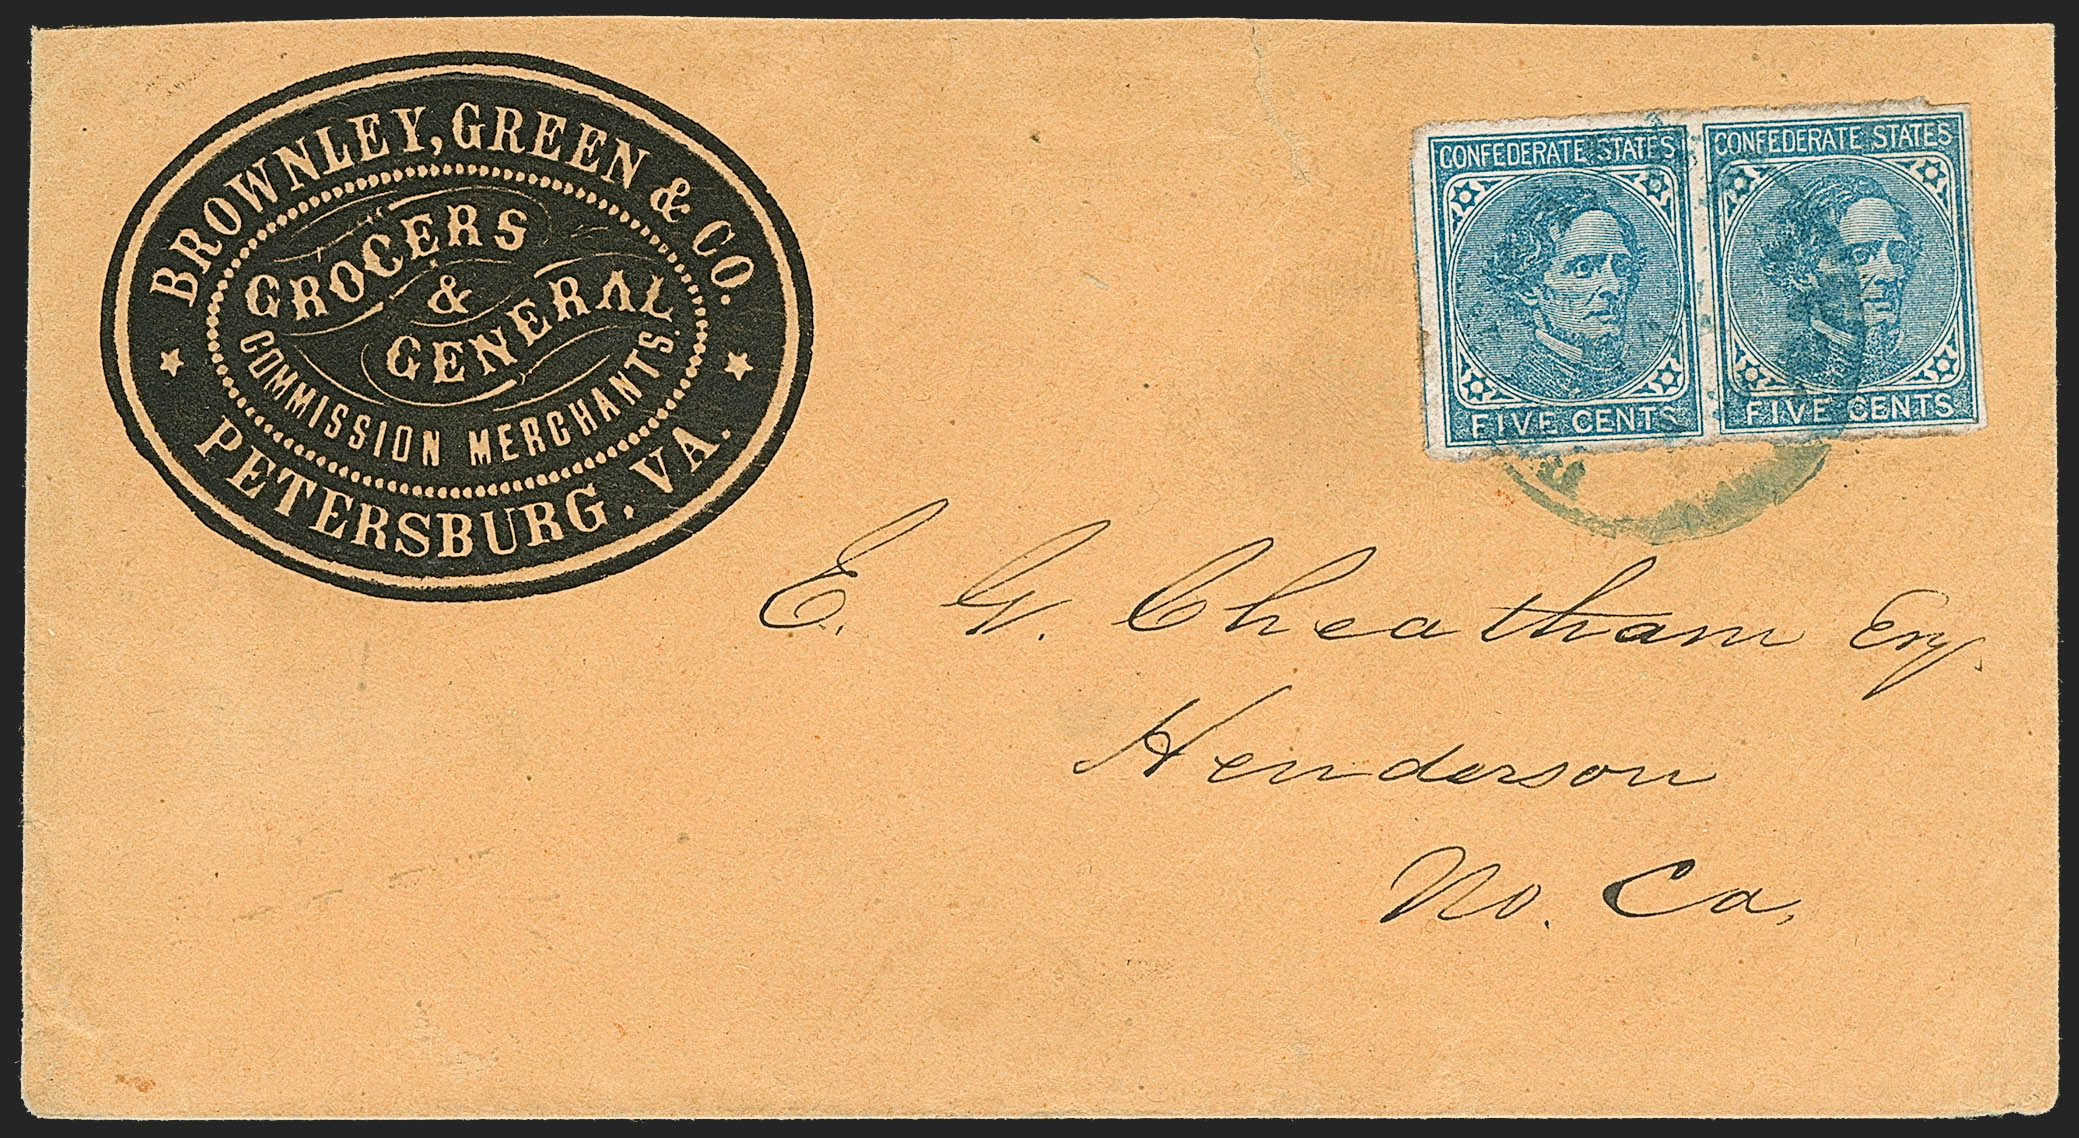 BROWNLEY, GREEN & CO.
GROCERS
&
GENERAL
COMMISSION MERCHANTS.
PETERSBURG, VA.
CONFEDERATE STATES
FIVE CENTS
CONFEDERATE STATES
FIVE CENTS
E. G. Cheatham Esq.
Henderson
No. Ca.